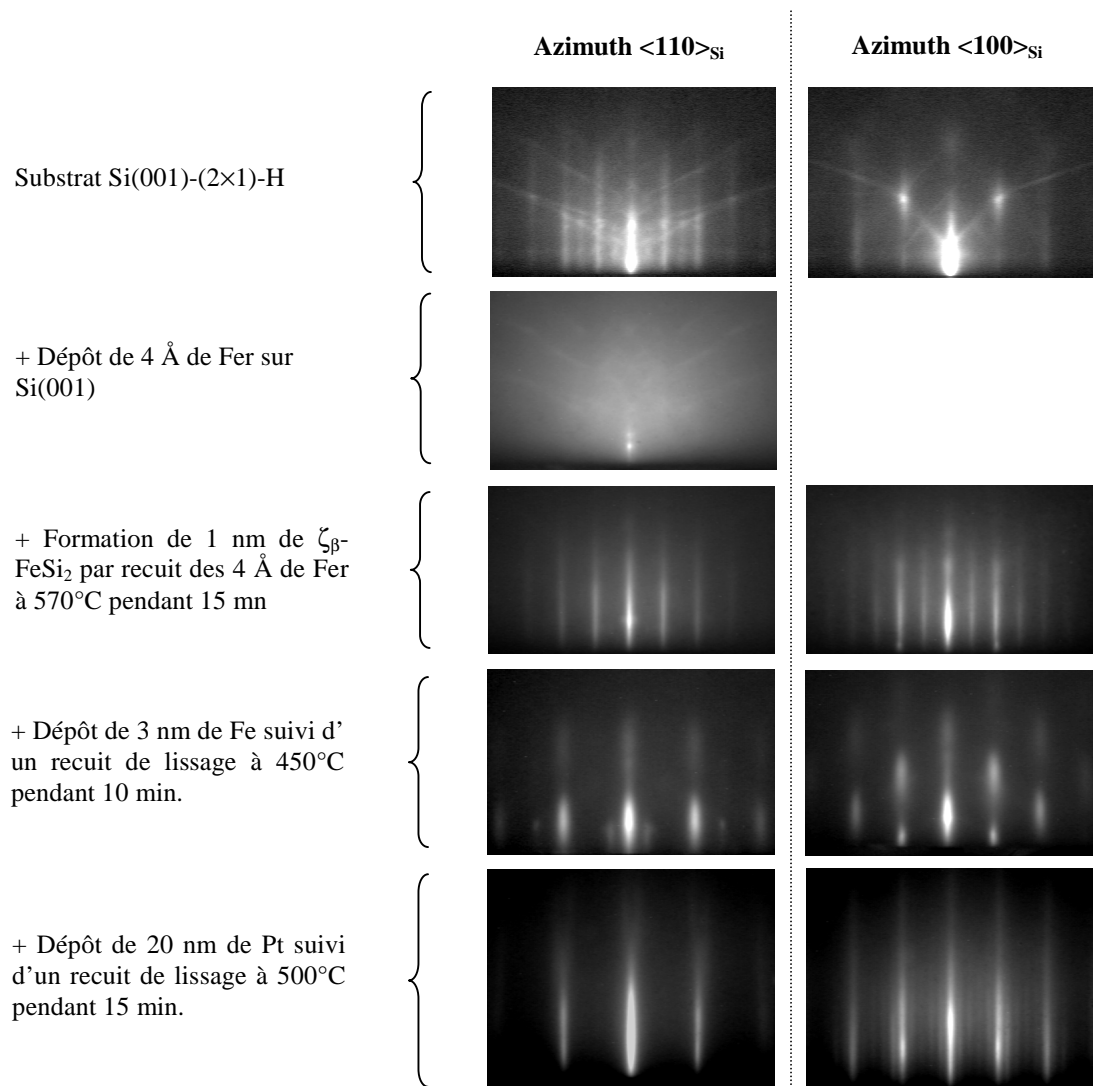 Azimuth <110>Si
Azimuth <100>Si
Substrat Si(001)-(2×1)-H
+ Dépôt de 4 Å de Fer sur
Si(001)
+ Formation de 1 nm de ζβ-
FeSi2 par recuit des 4 Å de Fer
à 570°C pendant 15 mn
+ Dépôt de 3 nm de Fe suivi d’
un recuit de lissage à 450°C
pendant 10 min.
+ Dépôt de 20 nm de Pt suivi
d'un recuit de lissage à 500°C
pendant 15 min.